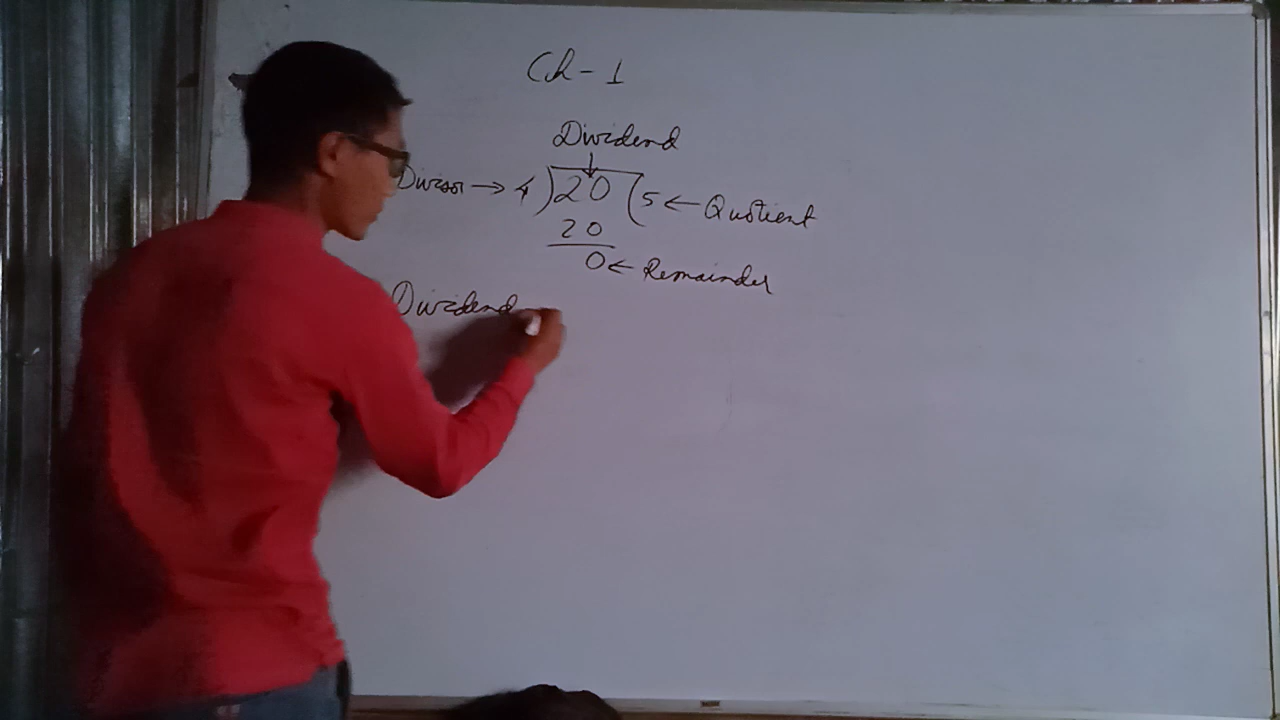 Ch - 1
Dividend
↓
Divisor → 4 ) 20 ( 5 ← Quotient
20
0 ← Remainder
Dividend